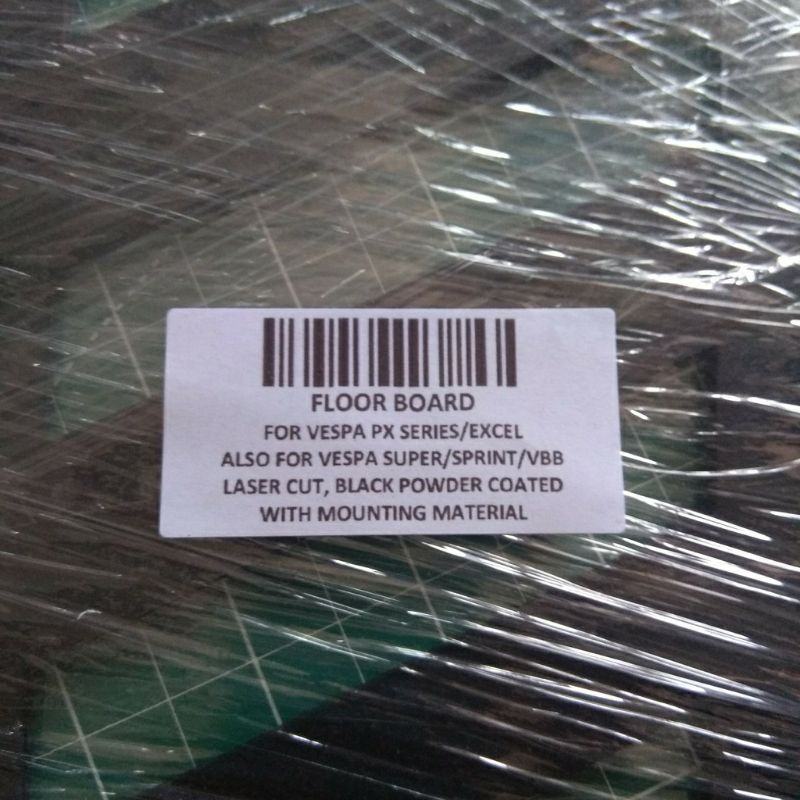 FLOOR BOARD
FOR VESPA PX SERIES/EXCEL
ALSO FOR VESPA SUPER/SPRINT/VBB
LASER CUT, BLACK POWDER COATED
WITH MOUNTING MATERIAL